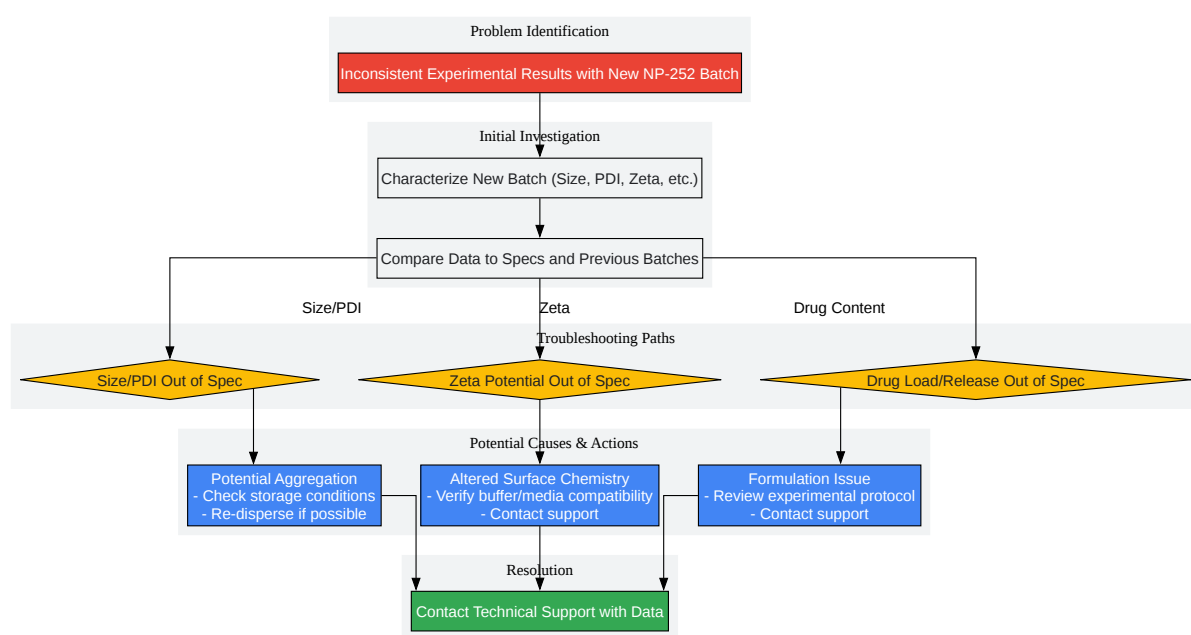 Problem Identification
Inconsistent Experimental Results with New NP-252 Batch
Initial Investigation
Characterize New Batch (Size, PDI, Zeta, etc.)
Compare Data to Specs and Previous Batches
Size/PDI
Zeta
Drug Content
Troubleshooting Paths
Size/PDI Out of Spec
Zeta Potential Out of Spec
Drug Load/Release Out of Spec
Potential Causes & Actions
Potential Aggregation
- Check storage conditions
- Re-disperse if possible
Altered Surface Chemistry
- Verify buffer/media compatibility
- Contact support
Formulation Issue
- Review experimental protocol
- Contact support
Resolution
Contact Technical Support with Data